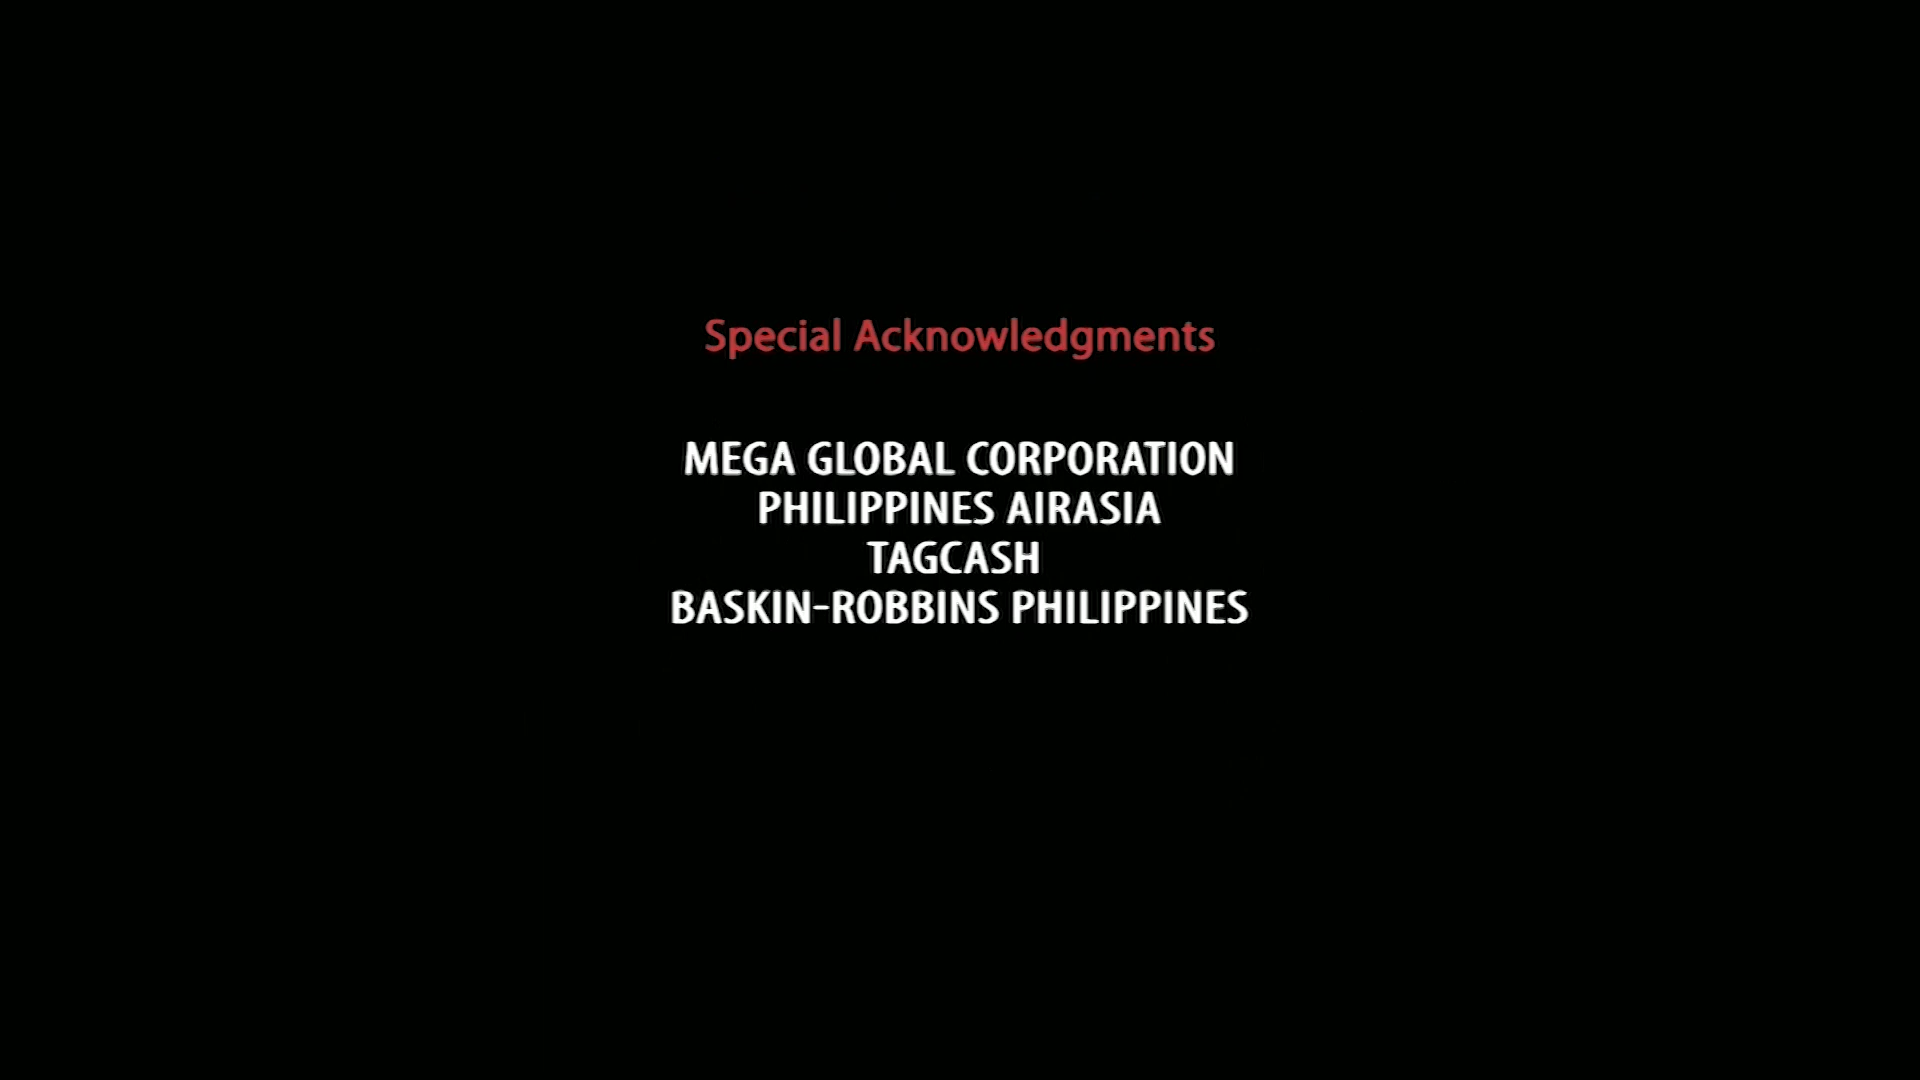 Special Acknowledgments
MEGA GLOBAL CORPORATION
PHILIPPINES AIRASIA
TAGCASH
BASKIN-ROBBINS PHILIPPINES